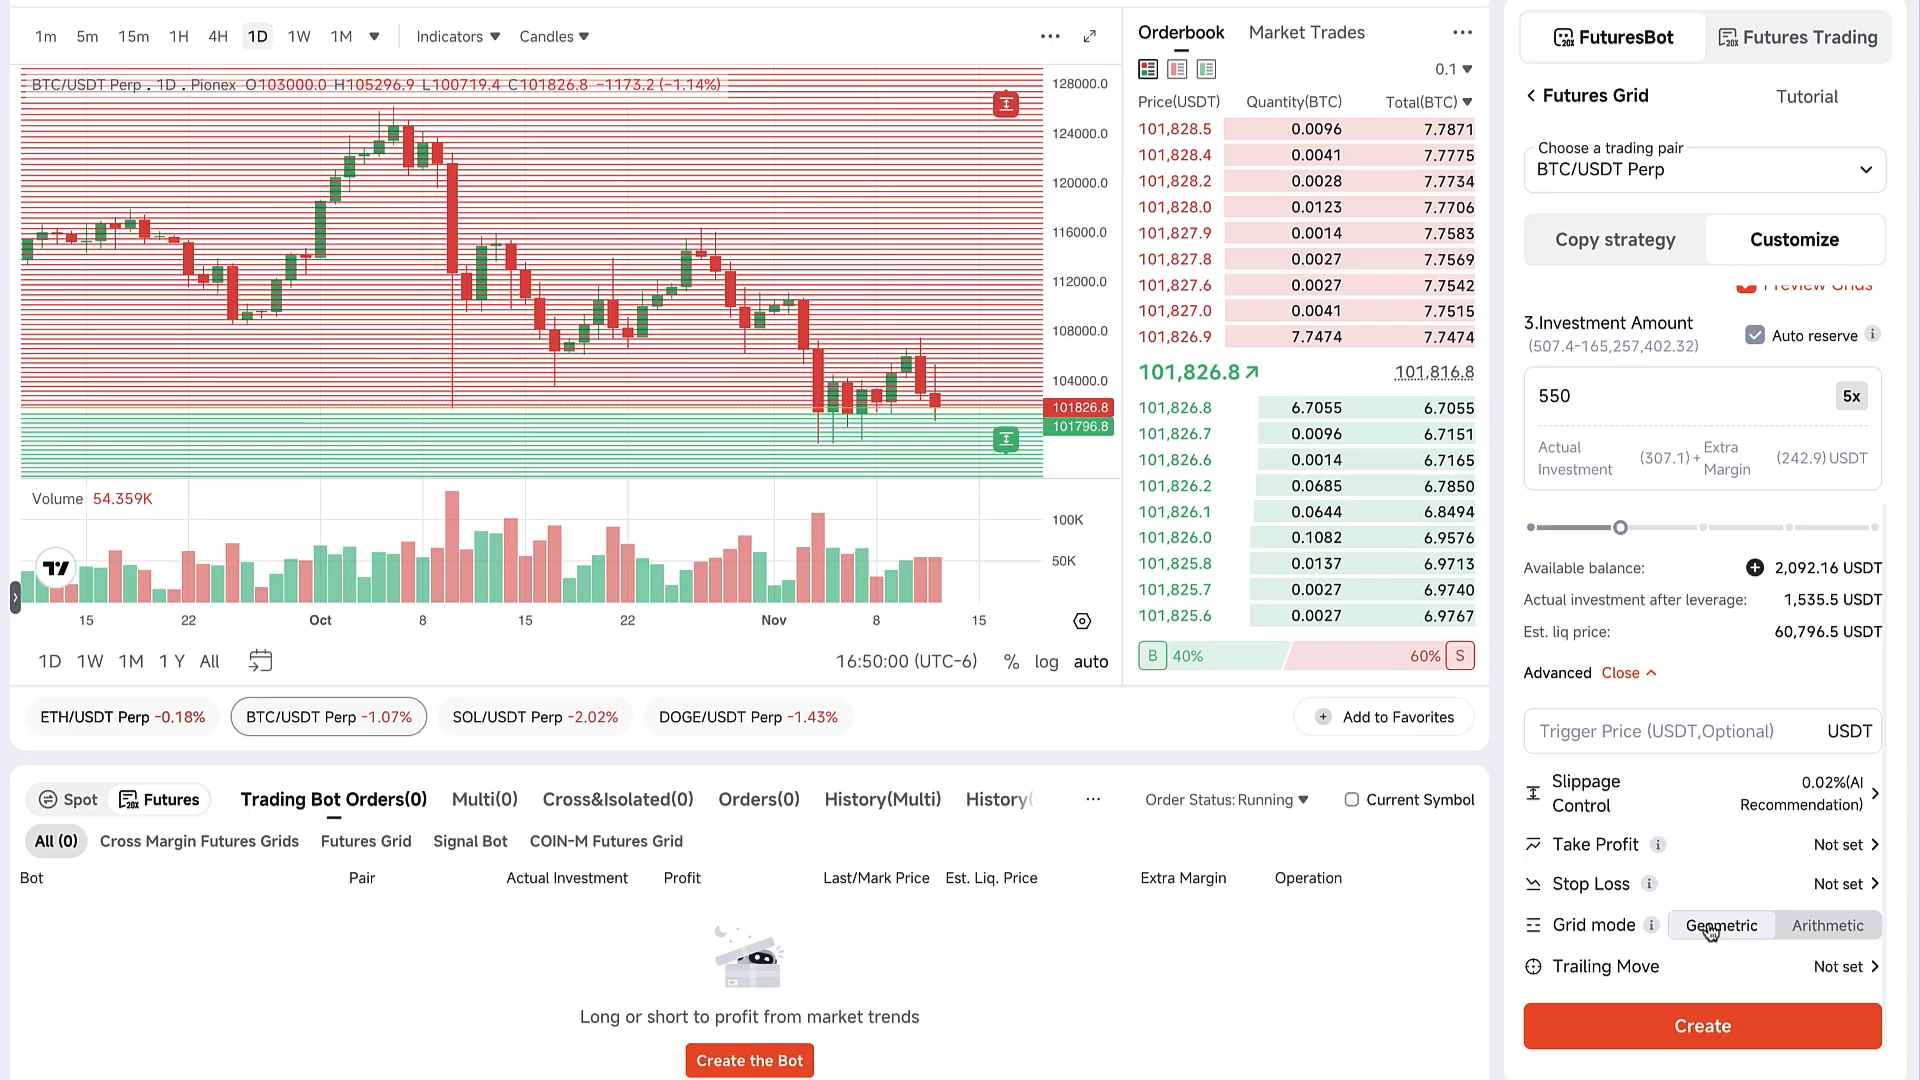 1m 5m 15m 1H 4H 1D 1W 1M Indicators Candles
BTC/USDT Perp . 1D . Pionex O103000.0 H105296.9 L100719.4 C101826.8 −1173.2 (−1.14%)
128000.0
124000.0
120000.0
116000.0
112000.0
108000.0
104000.0
101826.8
101796.8
Volume 54.359K
100K
50K
15 22 Oct 8 15 22 Nov 8 15
1D 1W 1M 1 Y All 16:50:00 (UTC-6) % log auto
Orderbook Market Trades
0.1
Price(USDT) Quantity(BTC) Total(BTC)
101,828.5 0.0096 7.7871
101,828.4 0.0041 7.7775
101,828.2 0.0028 7.7734
101,828.0 0.0123 7.7706
101,827.9 0.0014 7.7583
101,827.8 0.0027 7.7569
101,827.6 0.0027 7.7542
101,827.0 0.0041 7.7515
101,826.9 7.7474 7.7474
101,826.8 101,816.8
101,826.8 6.7055 6.7055
101,826.7 0.0096 6.7151
101,826.6 0.0014 6.7165
101,826.2 0.0685 6.7850
101,826.1 0.0644 6.8494
101,826.0 0.1082 6.9576
101,825.8 0.0137 6.9713
101,825.7 0.0027 6.9740
101,825.6 0.0027 6.9767
B 40% 60% S
ETH/USDT Perp -0.18% BTC/USDT Perp -1.07% SOL/USDT Perp -2.02% DOGE/USDT Perp -1.43% Add to Favorites
Spot Futures Trading Bot Orders(0) Multi(0) Cross&Isolated(0) Orders(0) History(Multi) History( Order Status: Running Current Symbol
All (0) Cross Margin Futures Grids Futures Grid Signal Bot COIN-M Futures Grid
Bot Pair Actual Investment Profit Last/Mark Price Est. Liq. Price Extra Margin Operation
Long or short to profit from market trends
Create the Bot
FuturesBot Futures Trading
Futures Grid Tutorial
Choose a trading pair
BTC/USDT Perp
Copy strategy Customize
Preview Grids
3.Investment Amount
(507.4-165,257,402.32)
Auto reserve
550 5x
Actual Investment (307.1) + Extra Margin (242.9) USDT
Available balance: 2,092.16 USDT
Actual investment after leverage: 1,535.5 USDT
Est. liq price: 60,796.5 USDT
Advanced Close
Trigger Price (USDT,Optional) USDT
Slippage Control 0.02%(AI Recommendation)
Take Profit Not set
Stop Loss Not set
Grid mode Geometric Arithmetic
Trailing Move Not set
Create